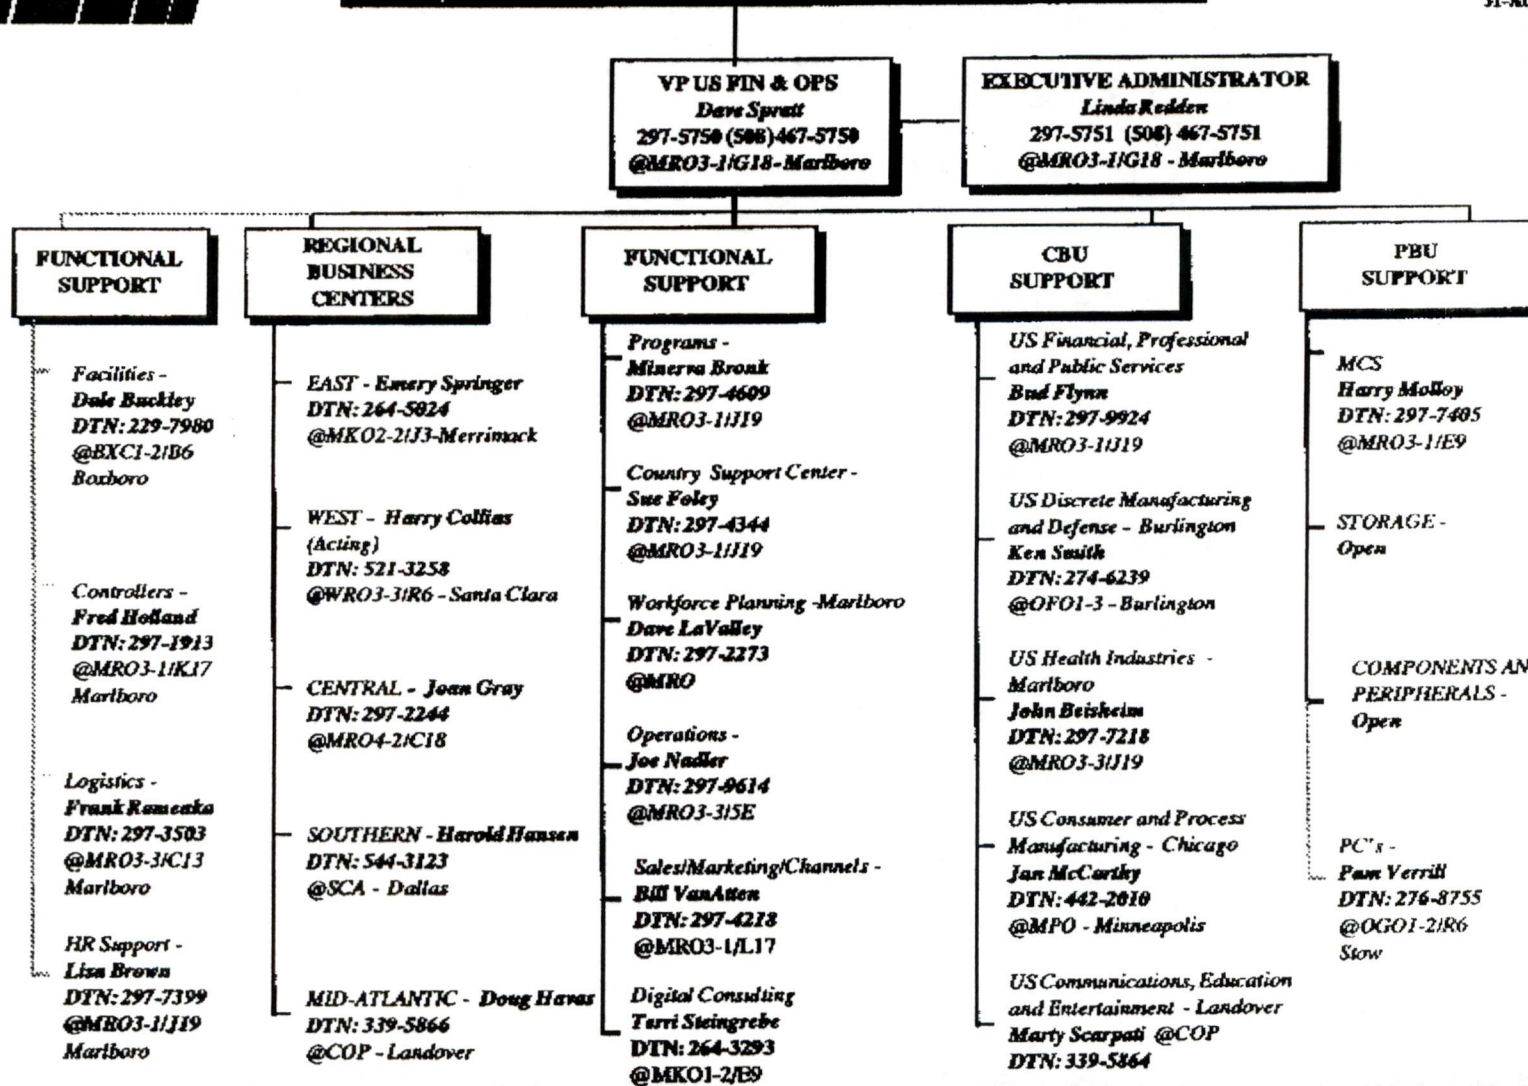 VP US FIN & OPS
Dave Spratt
297-5750 (508)467-5750
@MRO3-1/G18-Marlboro
EXECUTIVE ADMINISTRATOR
Linda Redden
297-5751 (508) 467-5751
@MRO3-1/G18 - Marlboro
FUNCTIONAL
SUPPORT
Facilities -
Dale Buckley
DTN: 229-7980
@BXC1-2/B6
Boxboro
Controllers -
Fred Holland
DTN: 297-1913
@MRO3-1/K17
Marlboro
Logistics -
Frank
DTN: 297-3503
@MRO3-3/C13
Marlboro
HR Support -
Lisa Brown
DTN: 297-7399
@MRO3-1/J19
Marlboro
REGIONAL
BUSINESS
CENTERS
EAST - Emery Springer
DTN: 264-5024
@MKO2-2/J3-Merrimack
WEST - Harry Collins
(Acting)
DTN: 521-3258
@WRO3-3/R6 - Santa Clara
CENTRAL - Joan Gray
DTN: 297-2244
@MRO4-2/C18
SOUTHERN - Harold Hansen
DTN: 544-3123
@SCA - Dallas
MID-ATLANTIC - Doug Havas
DTN: 339-5866
@COP - Landover
FUNCTIONAL
SUPPORT
Programs -
Minerva Bronk
DTN: 297-4609
@MRO3-1/J19
Country Support Center -
Sue Foley
DTN: 297-4344
@MRO3-1/J19
Workforce Planning -Marlboro
Dave LaValley
DTN: 297-2273
@MRO
Operations -
Joe Nadler
DTN: 297-9614
@MRO3-3/5E
Sales/Marketing/Channels -
Bill VanAtten
DTN: 297-4218
@MRO3-1/L17
Digital Consulting
Terri Steingrebe
DTN: 264-3293
@MKO1-2/E9
CBU
SUPPORT
US Financial, Professional
and Public Services
Bud Flynn
DTN: 297-9924
@MRO3-1/J19
US Discrete Manufacturing
and Defense - Burlington
Ken Smith
DTN: 274-6239
@OFO1-3 - Burlington
US Health Industries -
Marlboro
John Beisheim
DTN: 297-7218
@MRO3-3/J19
US Consumer and Process
Manufacturing - Chicago
Jan McCarthy
DTN: 442-2010
@MPO - Minneapolis
US Communications, Education
and Entertainment - Landover
Marty Scarpati @COP
DTN: 339-5864
PBU
SUPPORT
MCS
Harry Molloy
DTN: 297-7405
@MRO3-1/E9
STORAGE -
Open
COMPONENTS AN
PERIPHERALS -
Open
PC's -
Pam Verrill
DTN: 276-8755
@OGO1-2/R6
Stow